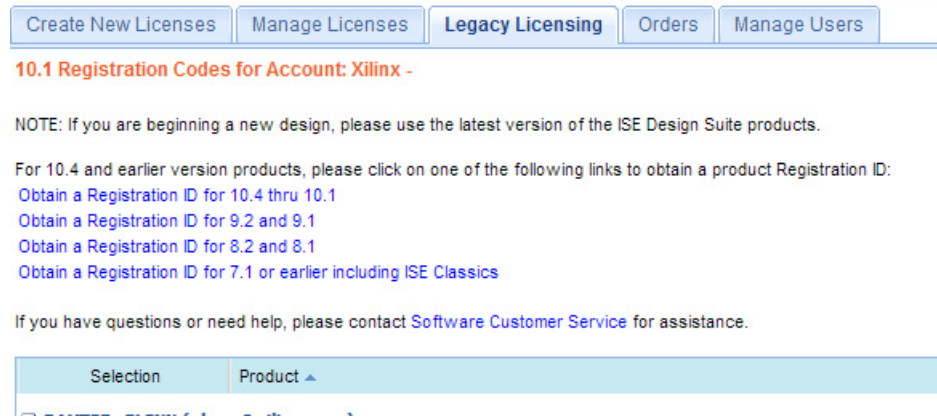 Create New Licenses Manage Licenses Legacy Licensing Orders Manage Users
10.1 Registration Codes for Account: Xilinx -
NOTE: If you are beginning a new design, please use the latest version of the ISE Design Suite products.
For 10.4 and earlier version products, please click on one of the following links to obtain a product Registration ID:
Obtain a Registration ID for 10.4 thru 10.1
Obtain a Registration ID for 9.2 and 9.1
Obtain a Registration ID for 8.2 and 8.1
Obtain a Registration ID for 7.1 or earlier including ISE Classics
If you have questions or need help, please contact Software Customer Service for assistance.
Selection Product